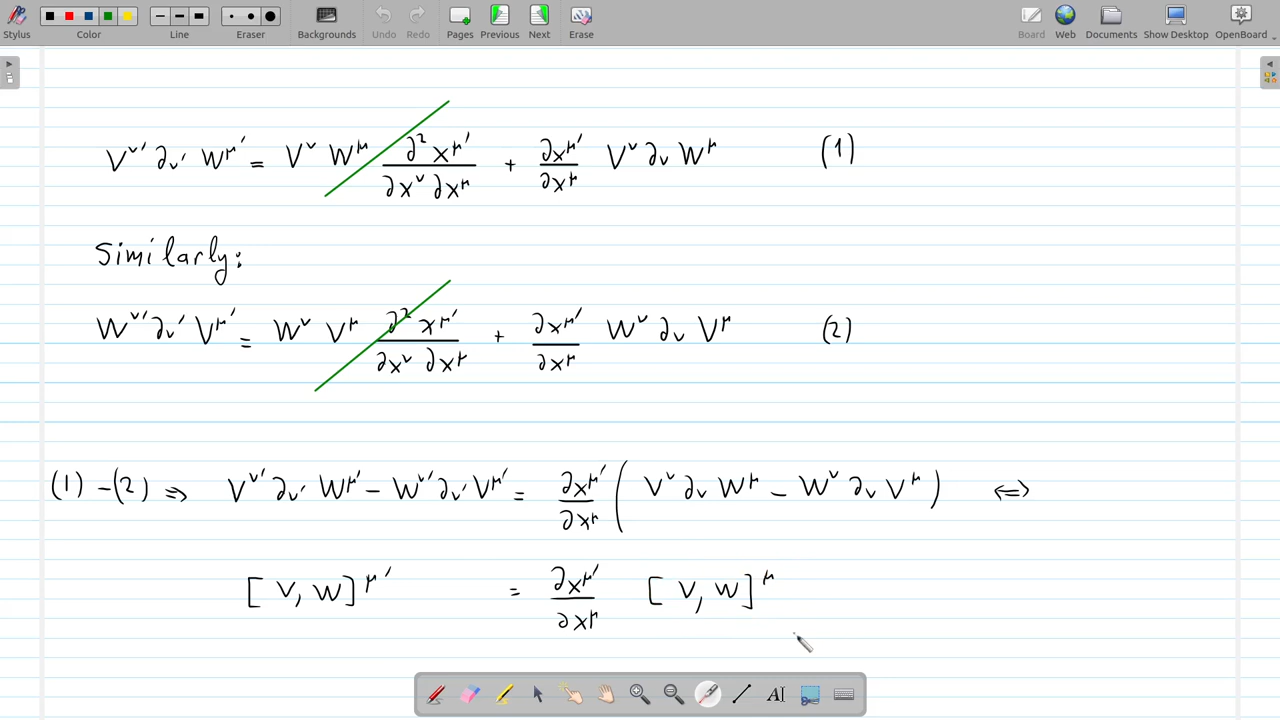 Stylus Color Line Eraser Backgrounds Undo Redo Pages Previous Next Erase Board Web Documents Show Desktop OpenBoard
V^ν′ ∂_ν′ W^μ′ = V^ν W^μ ∂²x^μ′/∂x^ν ∂x^μ + ∂x^μ′/∂x^μ V^ν ∂_ν W^μ (1)
Similarly:
W^ν′ ∂_ν′ V^μ′ = W^ν V^μ ∂²x^μ′/∂x^ν ∂x^μ + ∂x^μ′/∂x^μ W^ν ∂_ν V^μ (2)
(1) – (2) ⇒ V^ν′ ∂_ν′ W^μ′ – W^ν′ ∂_ν′ V^μ′ = ∂x^μ′/∂x^μ ( V^ν ∂_ν W^μ – W^ν ∂_ν V^μ ) ⇔
[ V, W ]^μ′ = ∂x^μ′/∂x^μ [ V, W ]^μ